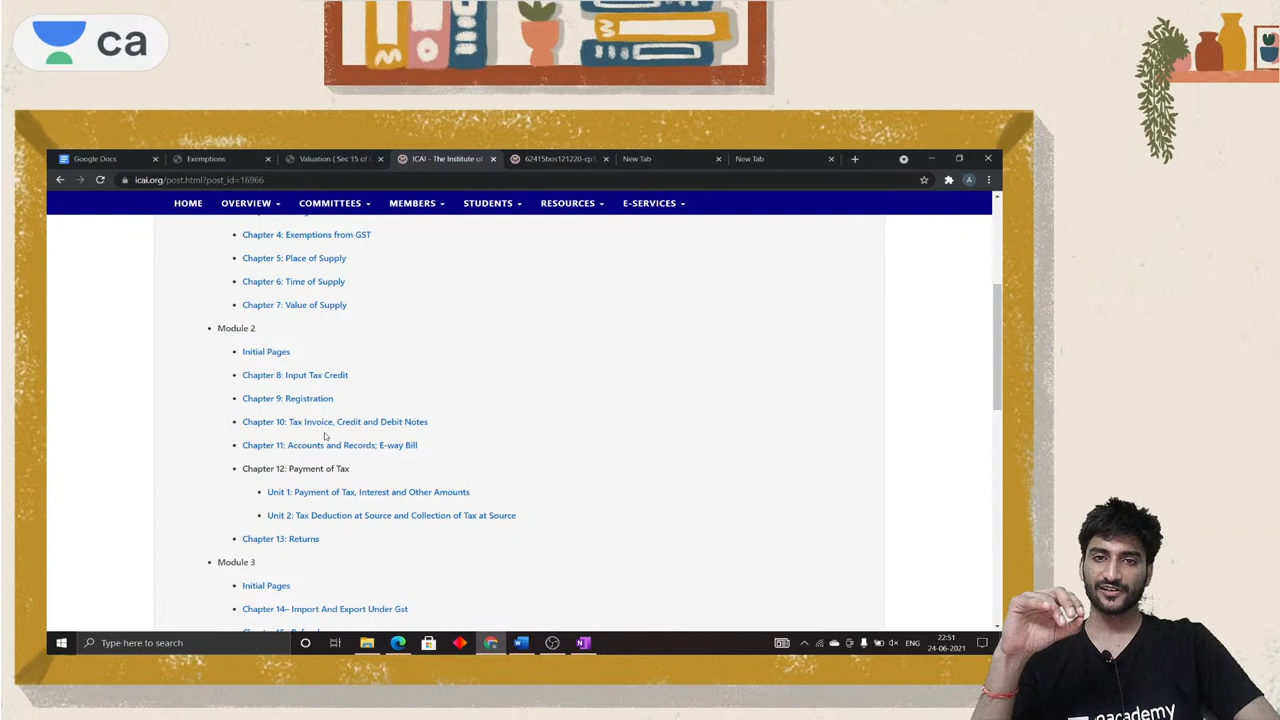 ca
Google Docs
Exemptions
Valuation ( Sec 15 of
ICAI - The Institute of
62415bos121220-cp1
New Tab
New Tab
icai.org/post.html?post_id=16966
A
HOME
OVERVIEW
COMMITTEES
MEMBERS
STUDENTS
RESOURCES
E-SERVICES
Chapter 4: Exemptions from GST
Chapter 5: Place of Supply
Chapter 6: Time of Supply
Chapter 7: Value of Supply
Module 2
Initial Pages
Chapter 8: Input Tax Credit
Chapter 9: Registration
Chapter 10: Tax Invoice, Credit and Debit Notes
Chapter 11: Accounts and Records; E-way Bill
Chapter 12: Payment of Tax
Unit 1: Payment of Tax, Interest and Other Amounts
Unit 2: Tax Deduction at Source and Collection of Tax at Source
Chapter 13: Returns
Module 3
Initial Pages
Chapter 14– Import And Export Under Gst
Type here to search
ENG
22:51
24-06-2021